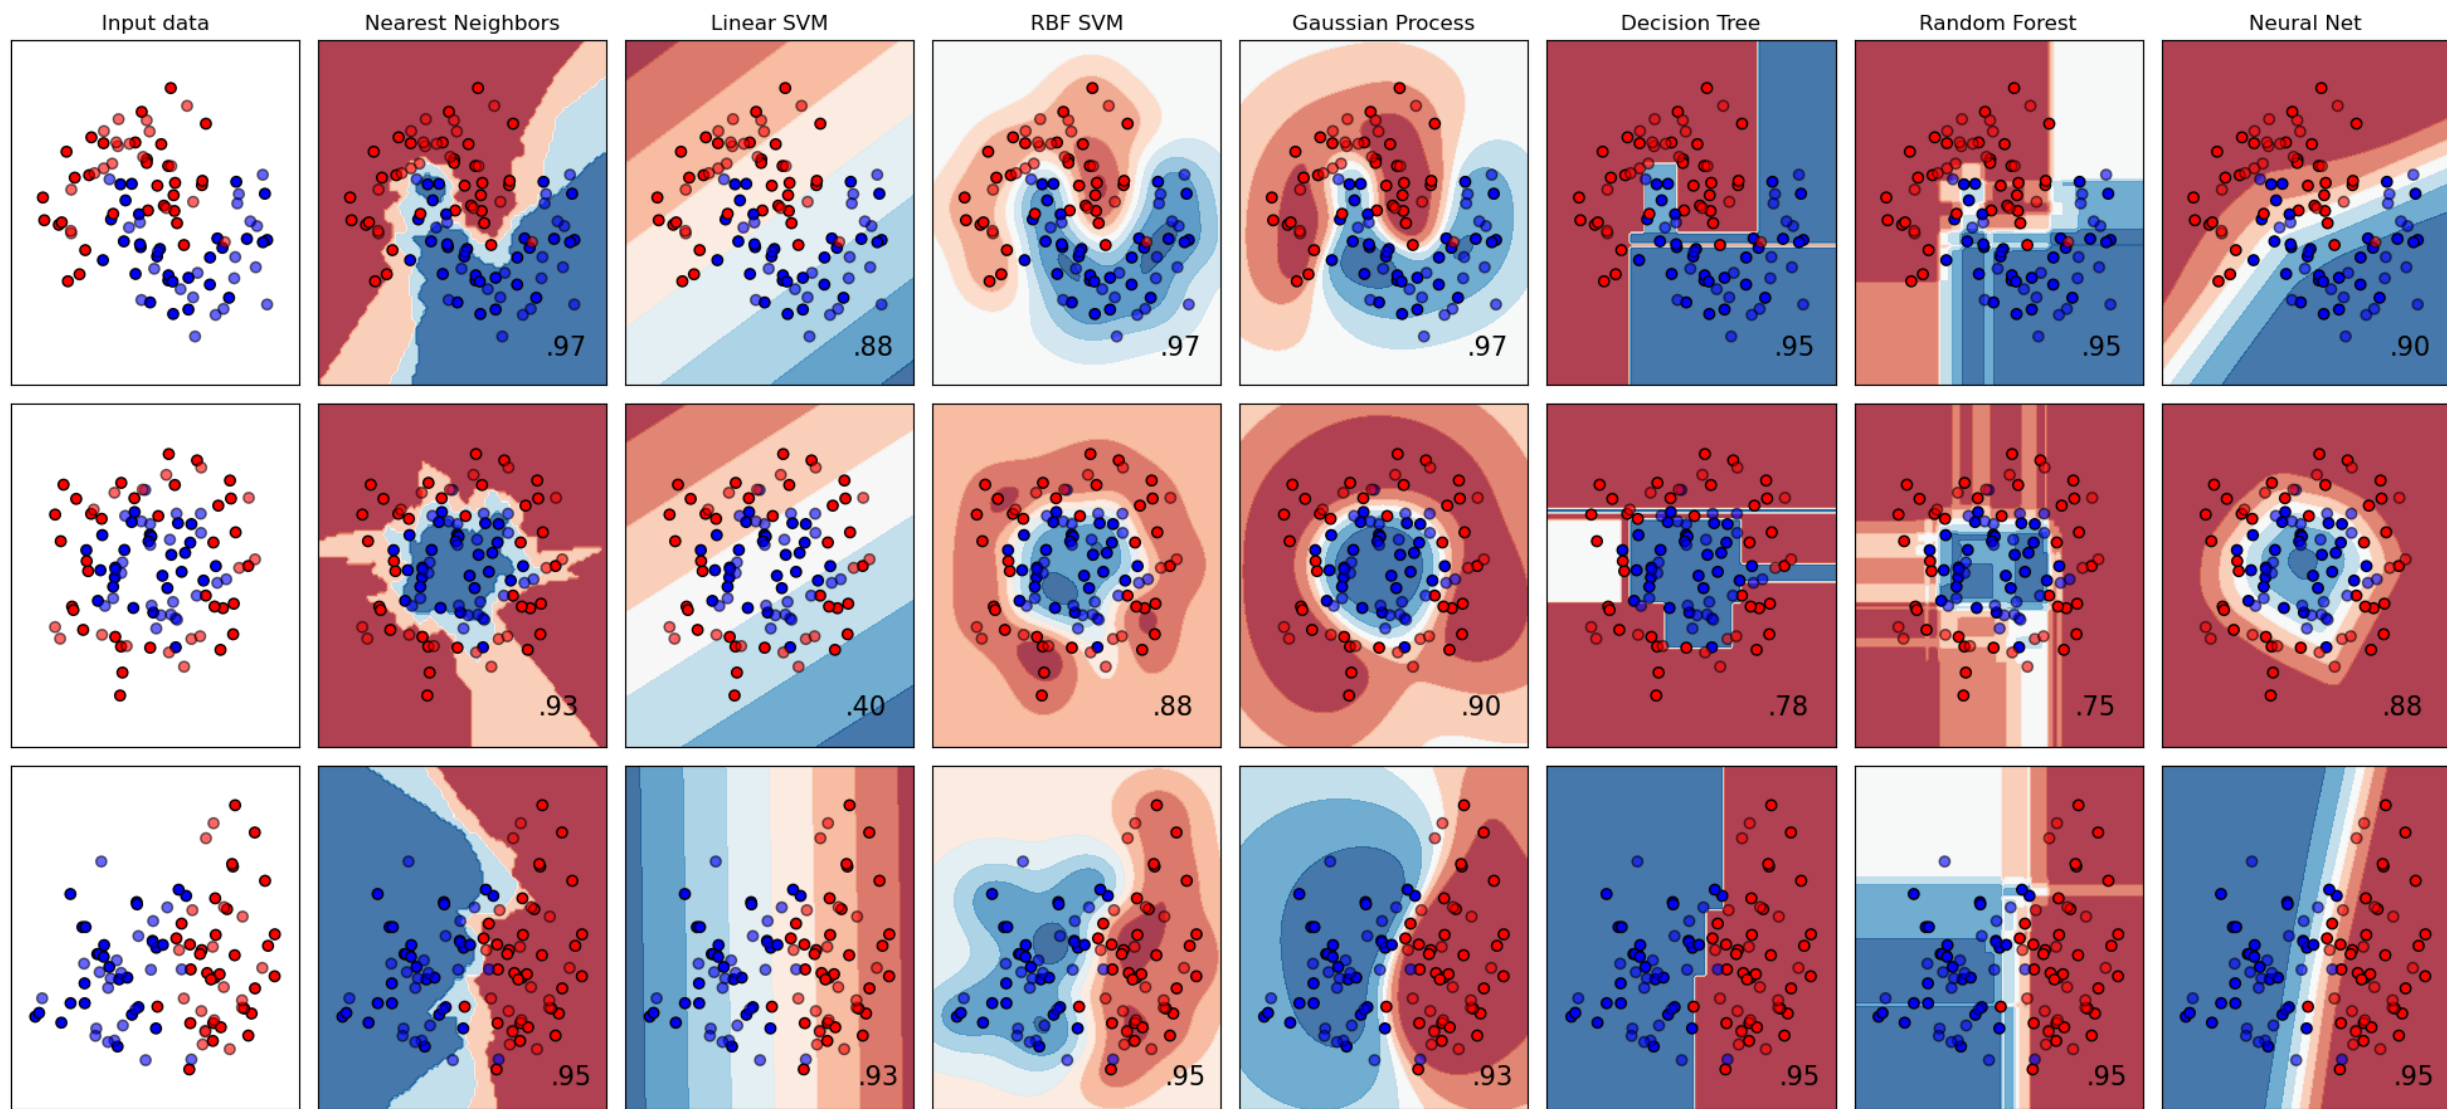 Input data
Nearest Neighbors
Linear SVM
RBF SVM
Gaussian Process
Decision Tree
Random Forest
Neural Net
.97
.88
.97
.97
.95
.95
.90
.93
.40
.88
.90
.78
.75
.88
.95
.93
.95
.93
.95
.95
.95